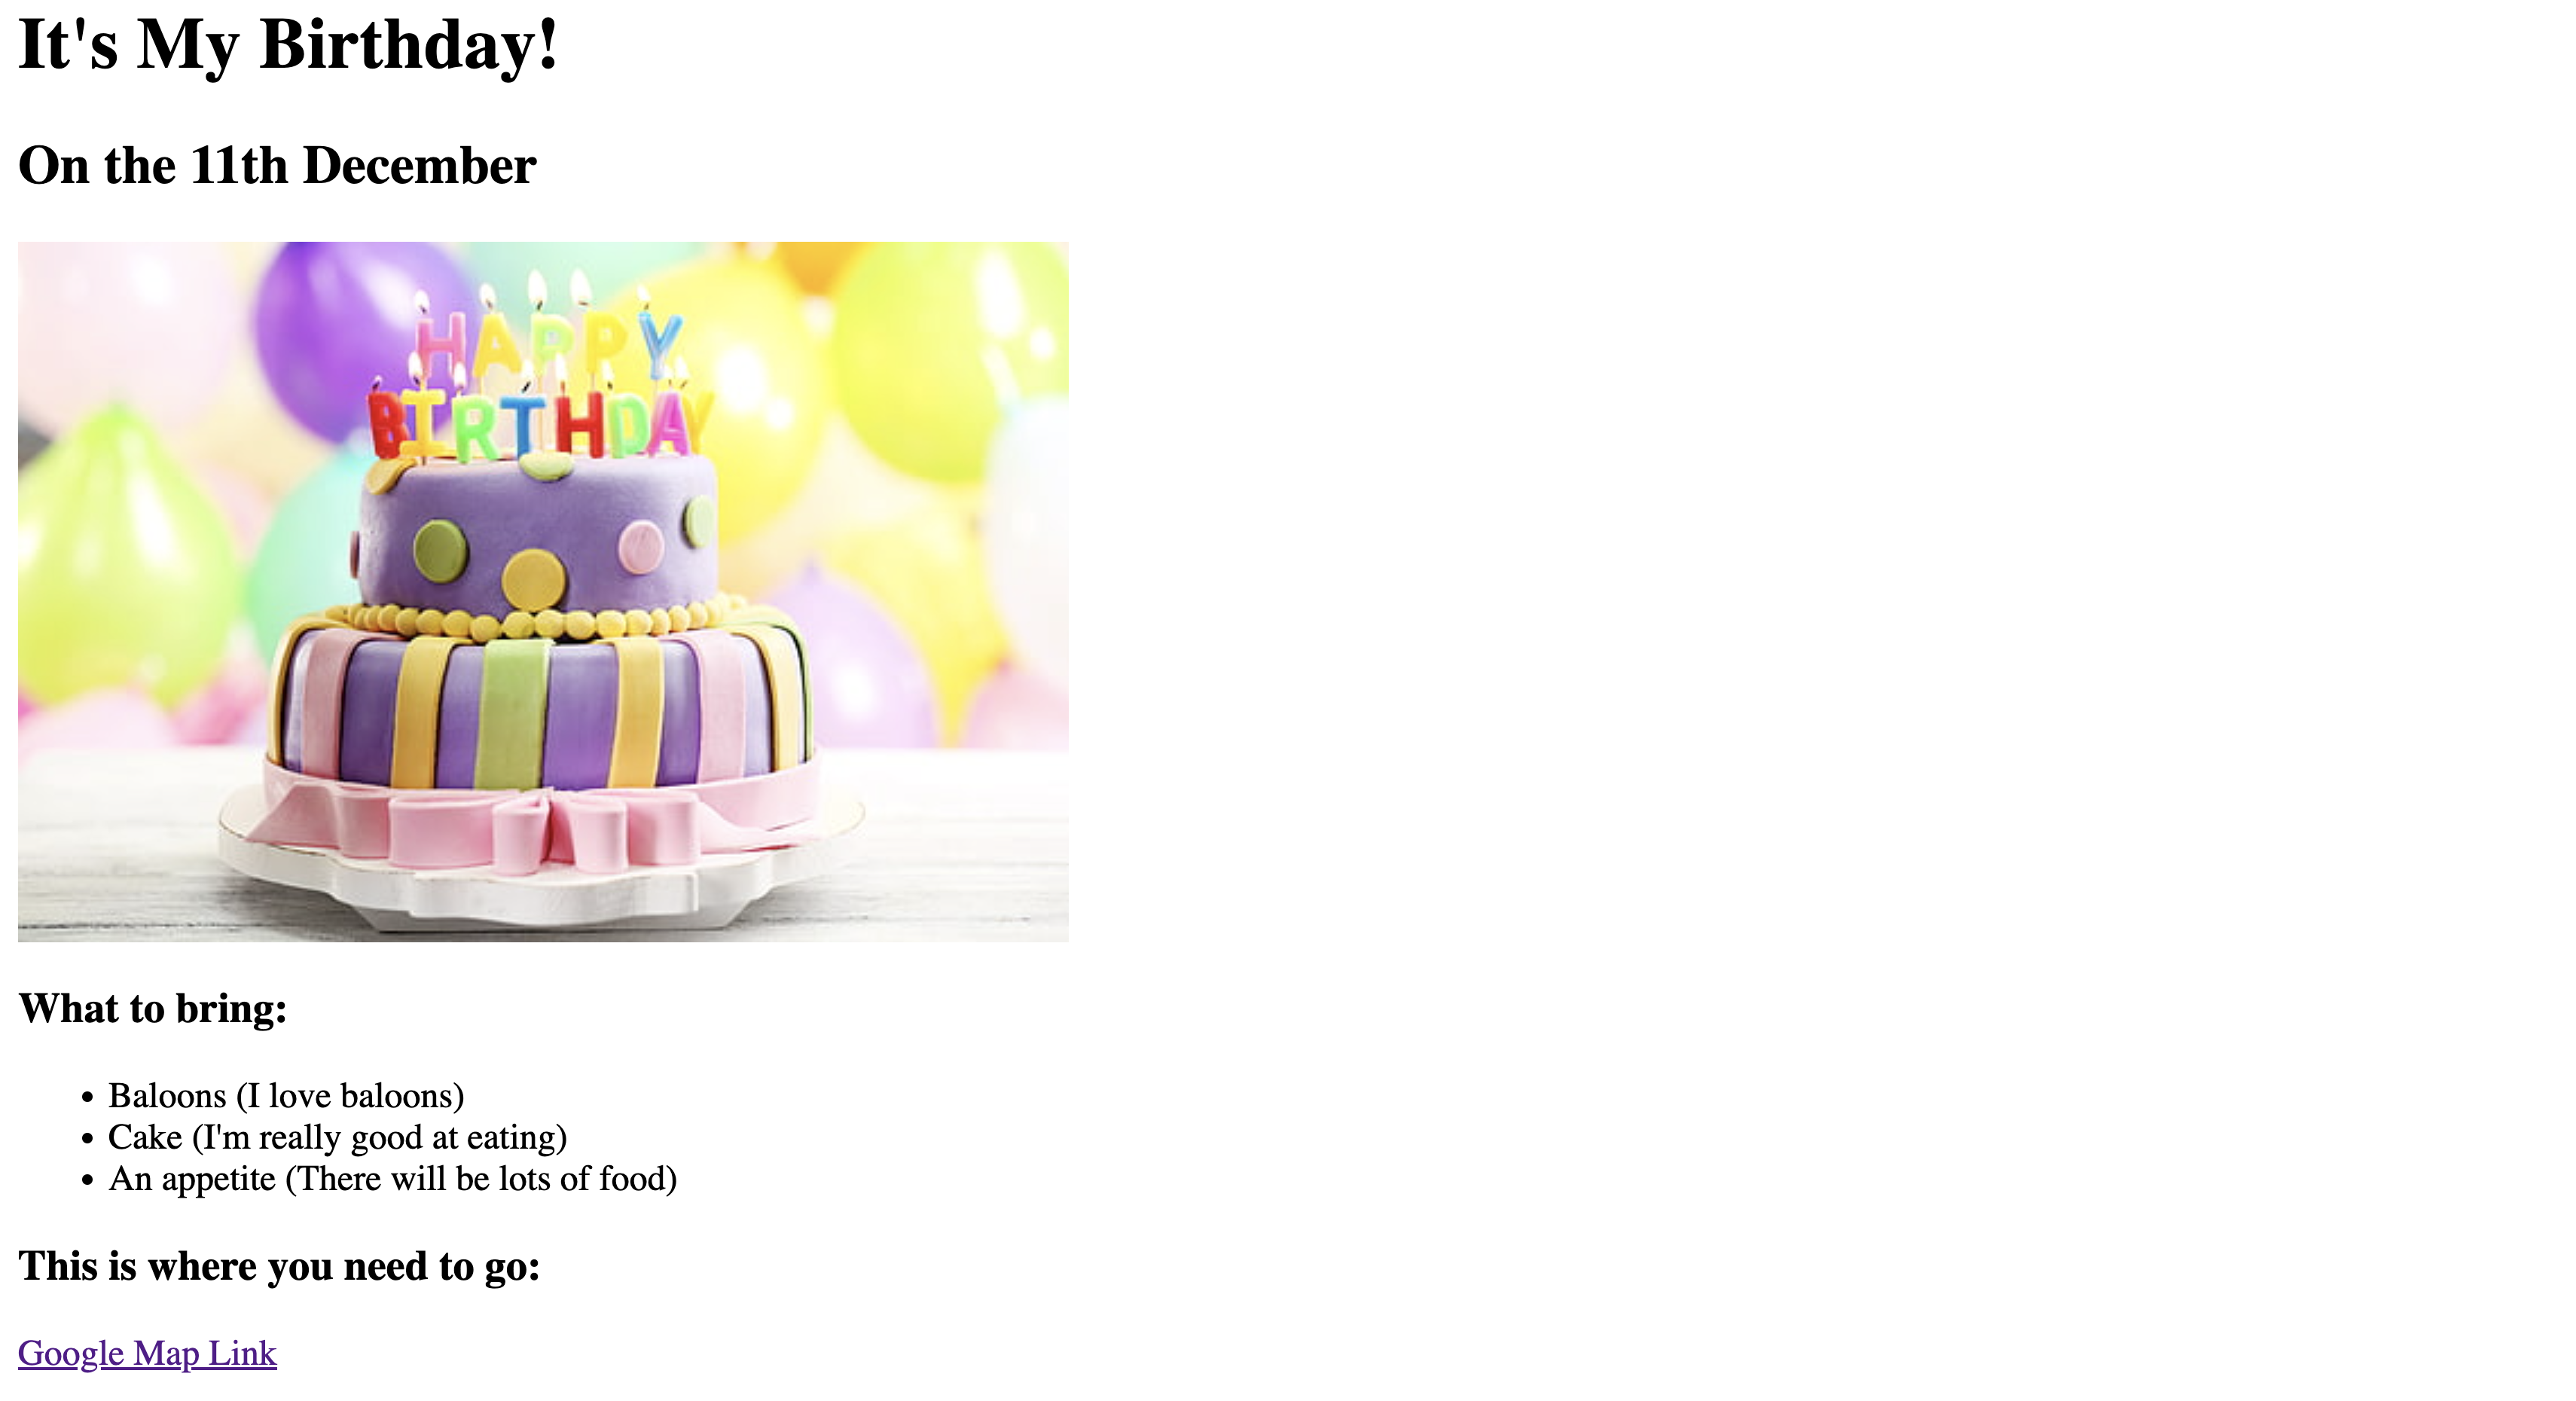 It's My Birthday!
On the 11th December
HAPPY
BIRTHDAY
What to bring:
Baloons (I love baloons)
Cake (I'm really good at eating)
An appetite (There will be lots of food)
This is where you need to go:
Google Map Link